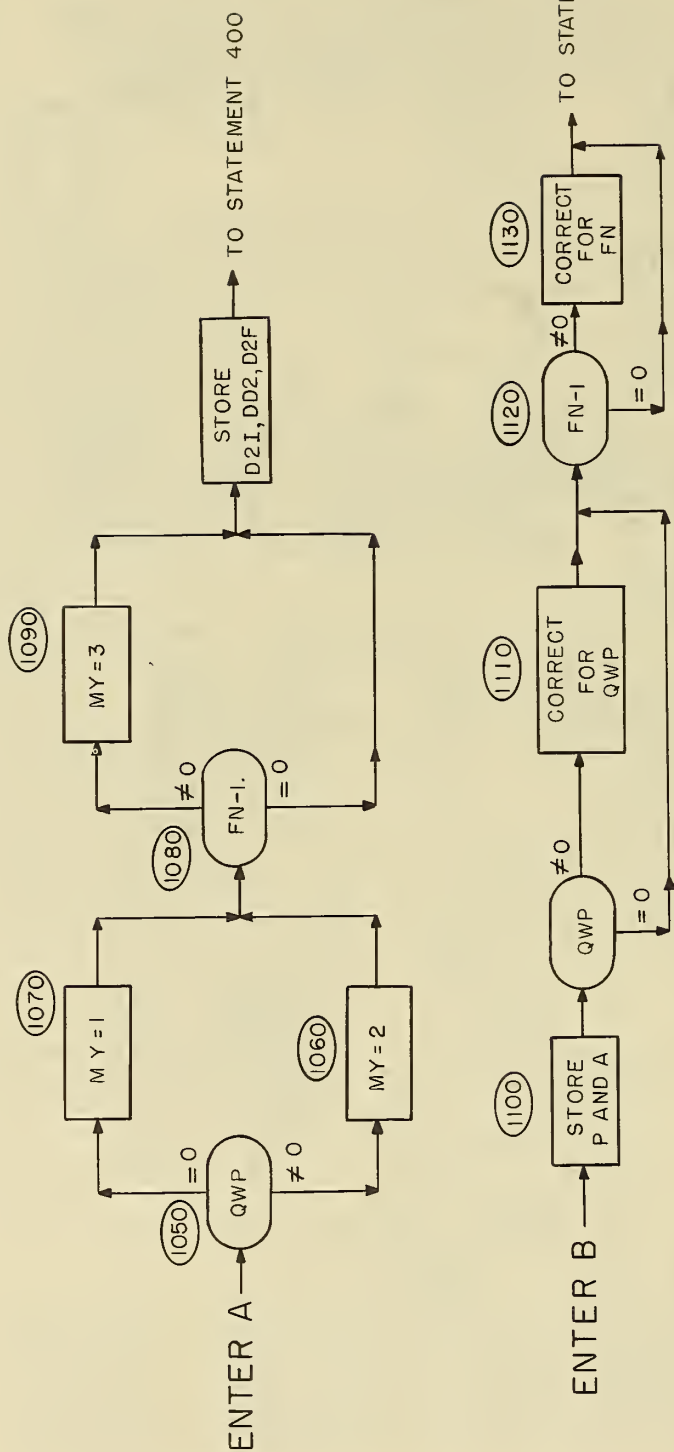 ENTER A
1050
QWP
= 0
≠ 0
1070
MY=1
1060
MY=2
1080
FN-1.
≠ 0
= 0
1090
MY=3
STORE
D2I, DD2, D2F
TO STATEMENT 400
ENTER B
1100
STORE
P AND A
QWP
≠0
=0
1110
CORRECT
FOR
QWP
1120
FN-1
≠0
=0
1130
CORRECT
FOR
FN
TO